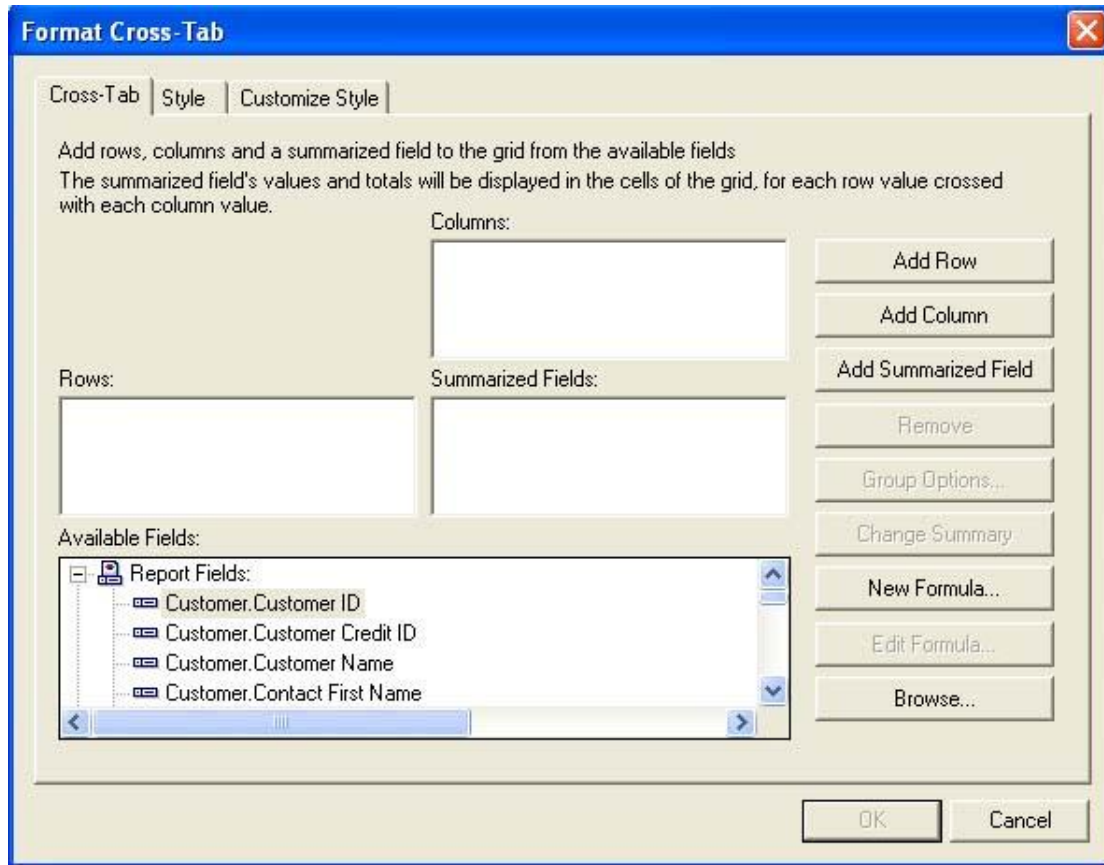 Format Cross-Tab
Cross-Tab
Style
Customize Style
Add rows, columns and a summarized field to the grid from the available fields
The summarized field's values and totals will be displayed in the cells of the grid, for each row value crossed
with each column value.
Columns:
Add Row
Add Column
Add Summarized Field
Rows:
Summarized Fields:
Remove
Group Options...
Change Summary
Available Fields:
Report Fields:
Customer.Customer ID
Customer.Customer Credit ID
Customer.Customer Name
Customer.Contact First Name
New Formula...
Edit Formula...
Browse...
OK
Cancel